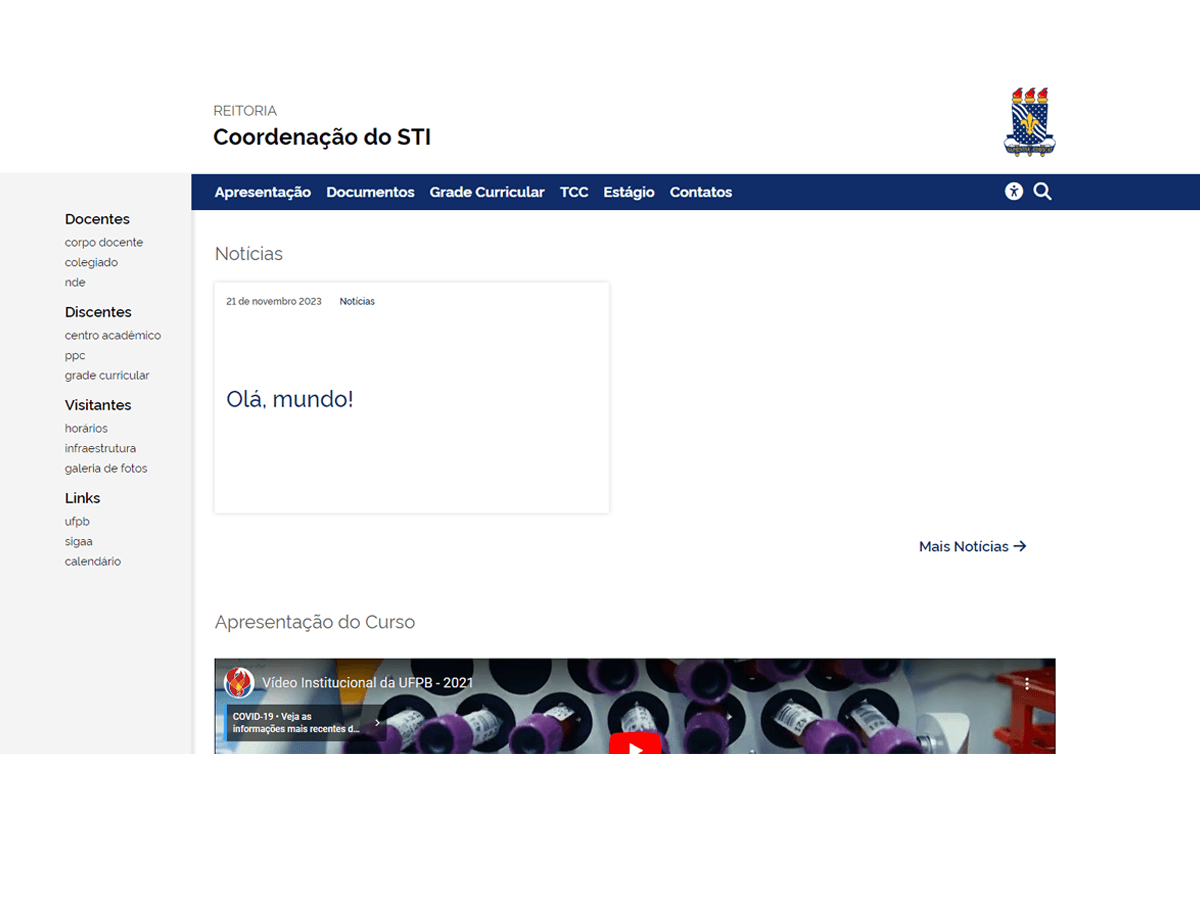 REITORIA
Coordenação do STI
Apresentação Documentos Grade Curricular TCC Estágio Contatos
Docentes
corpo docente
colegiado
nde
Discentes
centro acadêmico
ppc
grade curricular
Visitantes
horários
infraestrutura
galeria de fotos
Links
ufpb
sigaa
calendário
Notícias
21 de novembro 2023 Notícias
Olá, mundo!
Mais Notícias →
Apresentação do Curso
Vídeo Institucional da UFPB - 2021
COVID-19 • Veja as
informações mais recentes d...